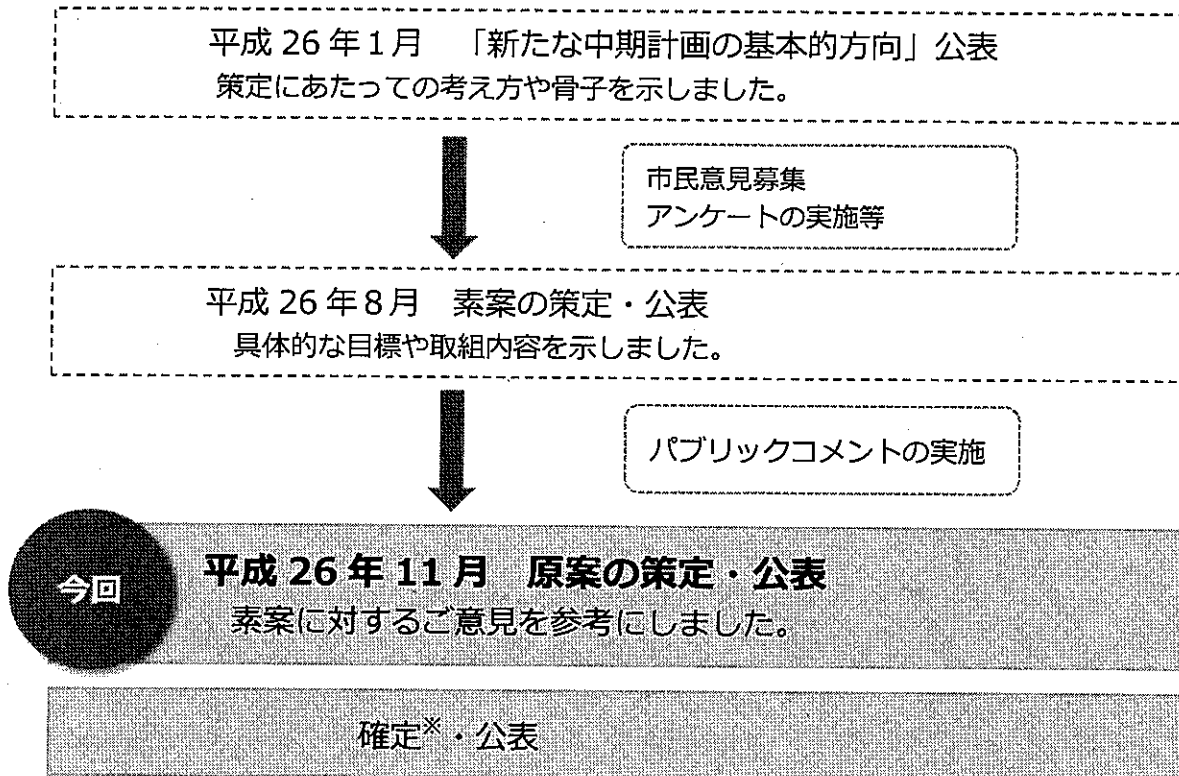 平成 26 年 1 月　「新たな中期計画の基本的方向」公表
策定にあたっての考え方や骨子を示しました。
市民意見募集
アンケートの実施等
平成 26 年 8 月　素案の策定・公表
具体的な目標や取組内容を示しました。
パブリックコメントの実施
今回
平成 26 年 11 月　原案の策定・公表
素案に対するご意見を参考にしました。
確定※・公表